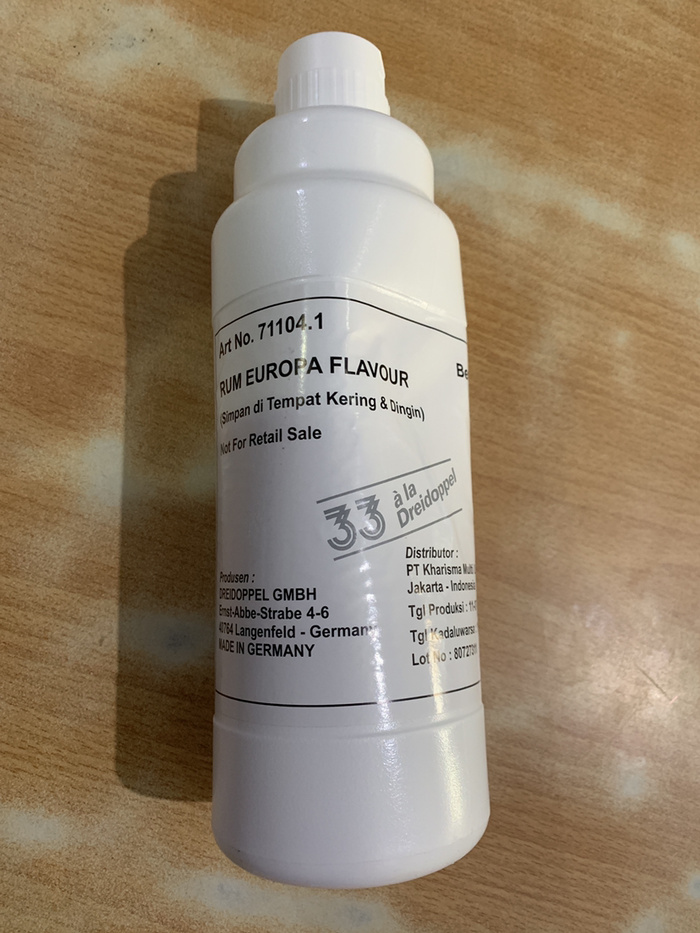 Art No. 71104.1
RUM EUROPA FLAVOUR
(Simpan di Tempat Kering & Dingin)
Not For Retail Sale
33 à la
Dreidoppel
Produsen :
DREIDOPPEL GMBH
Ernst-Abbe-Strabe 4-6
40764 Langenfeld - Germany
MADE IN GERMANY
Distributor :
PT Kharisma
Jakarta - Indonesia
Tgl Produksi :
Tgl Kadaluwarsa
Lot No :